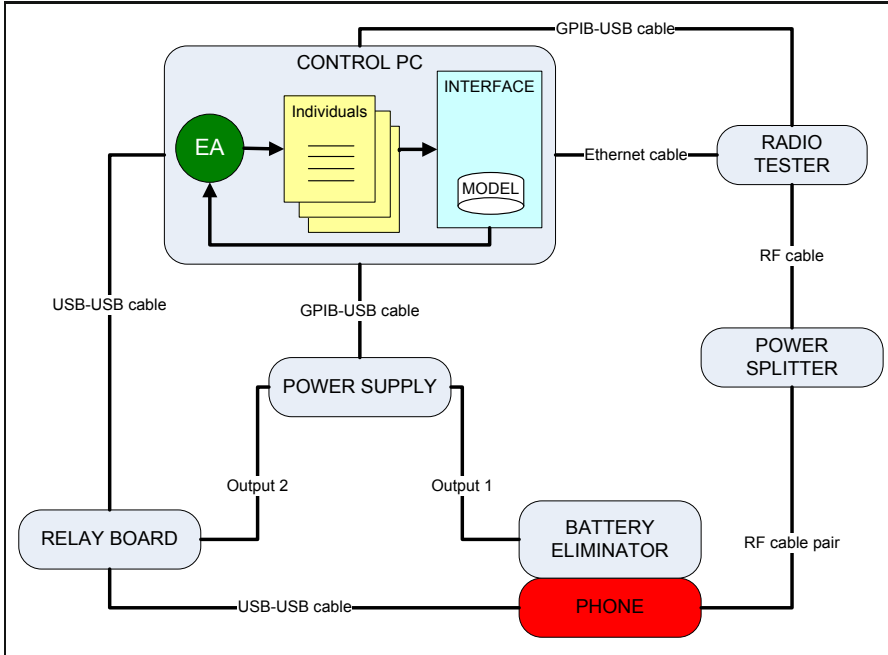 GPIB-USB cable
CONTROL PC
INTERFACE
Individuals
EA
MODEL
RADIO
TESTER
Ethernet cable
RF cable
USB-USB cable
GPIB-USB cable
POWER
SPLITTER
POWER SUPPLY
Output 2
Output 1
RELAY BOARD
BATTERY
ELIMINATOR
RF cable pair
USB-USB cable
PHONE